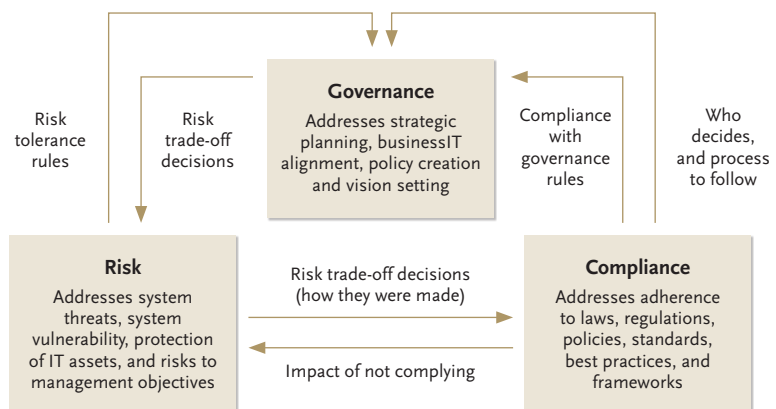 Governance
Addresses strategic
planning, businessIT
alignment, policy creation
and vision setting
Risk
tolerance
rules
Risk
trade-off
decisions
Compliance
with
governance
rules
Who
decides,
and process
to follow
Risk
Addresses system
threats, system
vulnerability, protection
of IT assets, and risks to
management objectives
Risk trade-off decisions
(how they were made)
Impact of not complying
Compliance
Addresses adherence
to laws, regulations,
policies, standards,
best practices, and
frameworks